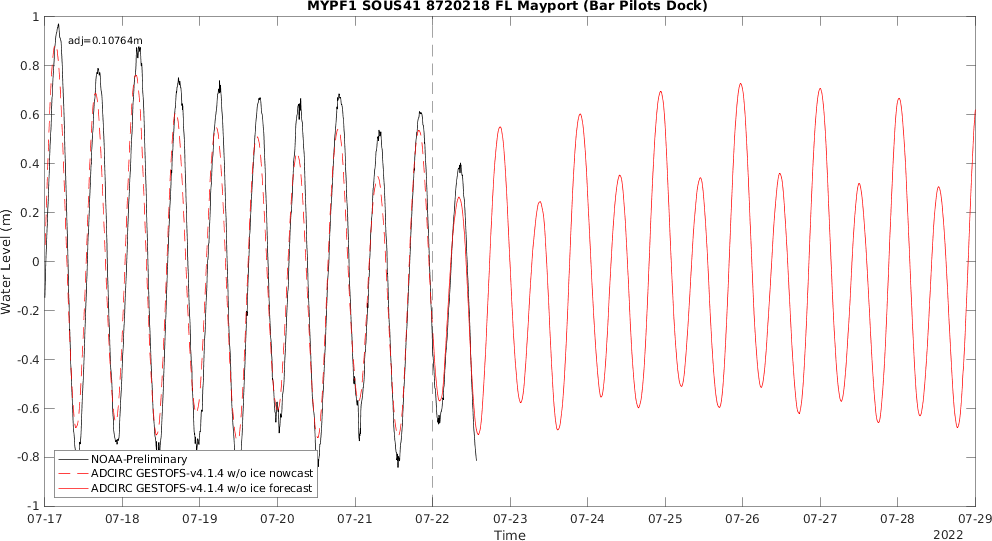 MYPF1 SOUS41 8720218 FL Mayport (Bar Pilots Dock)
adj=0.10764m
1
0.8
0.6
0.4
0.2
0
-0.2
-0.4
-0.6
-0.8
-1
Water Level (m)
NOAA-Preliminary
ADCIRC GESTOFS-v4.1.4 w/o ice nowcast
ADCIRC GESTOFS-v4.1.4 w/o ice forecast
07-17 07-18 07-19 07-20 07-21 07-22 07-23 07-24 07-25 07-26 07-27 07-28 07-29
Time
2022